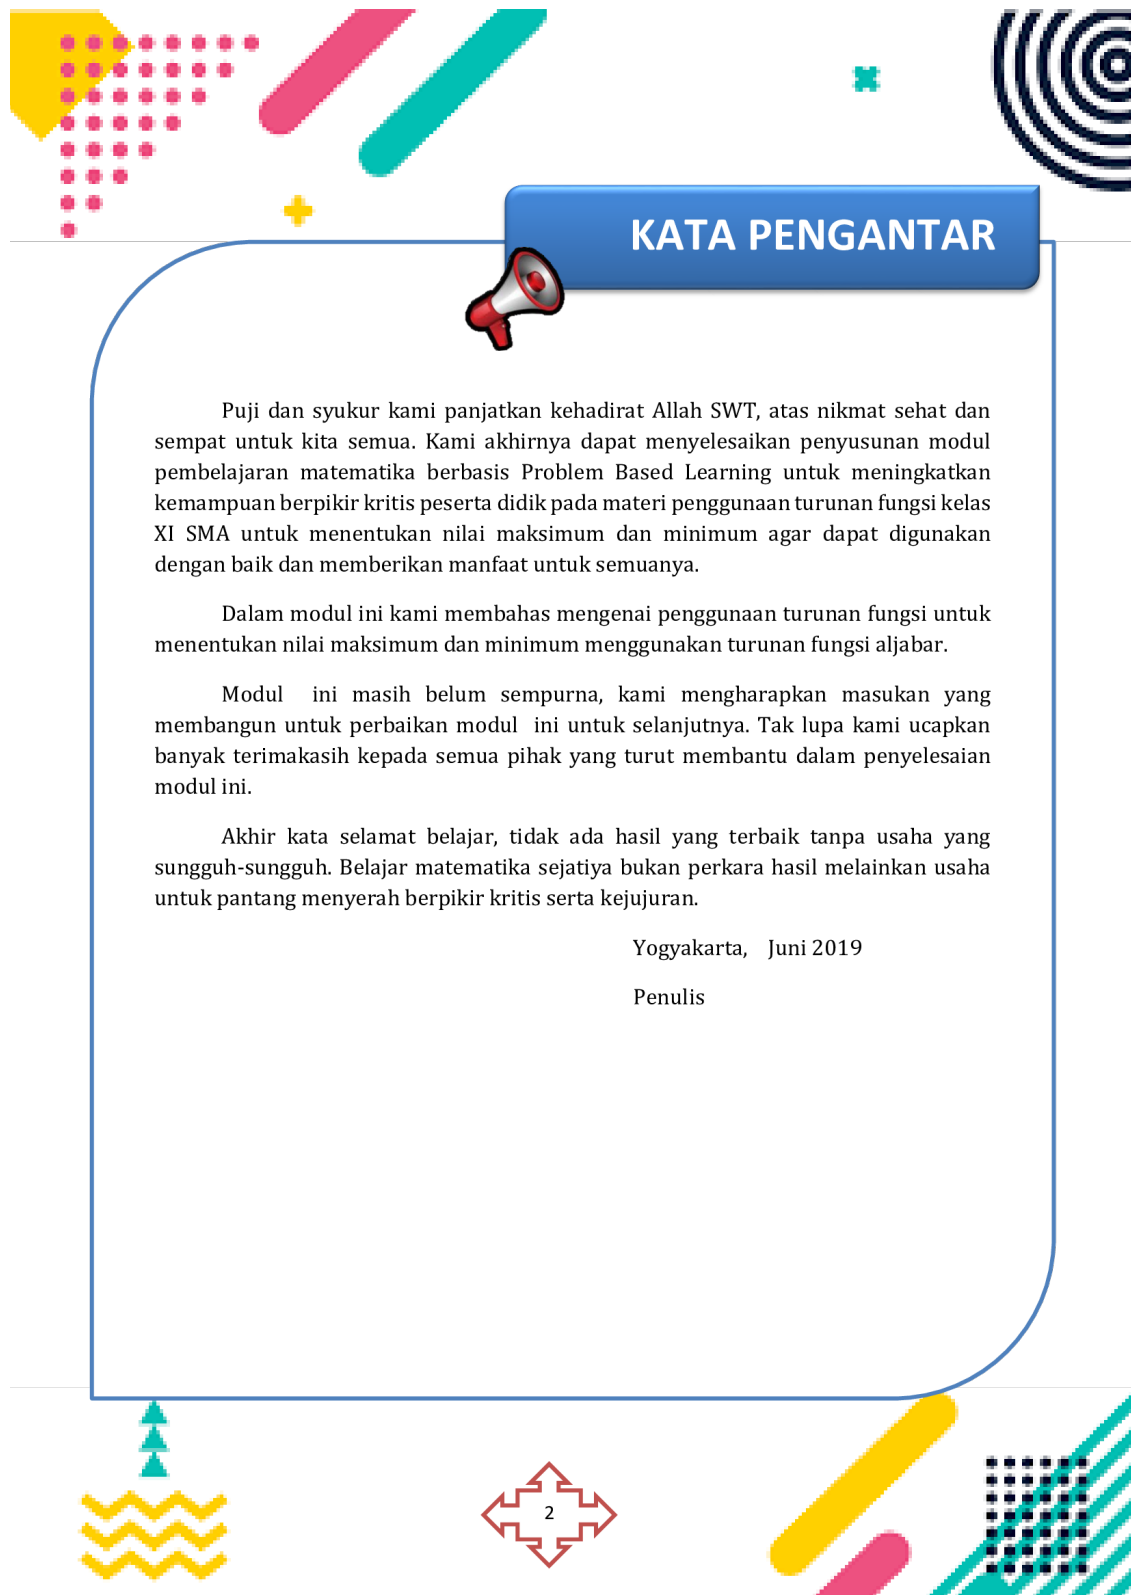 KATA PENGANTAR
Puji dan syukur kami panjatkan kehadirat Allah SWT, atas nikmat sehat dan
sempat untuk kita semua. Kami akhirnya dapat menyelesaikan penyusunan modul
pembelajaran matematika berbasis Problem Based Learning untuk meningkatkan
kemampuan berpikir kritis peserta didik pada materi penggunaan turunan fungsi kelas
XI SMA untuk menentukan nilai maksimum dan minimum agar dapat digunakan
dengan baik dan memberikan manfaat untuk semuanya.
Dalam modul ini kami membahas mengenai penggunaan turunan fungsi untuk
menentukan nilai maksimum dan minimum menggunakan turunan fungsi aljabar.
Modul ini masih belum sempurna, kami mengharapkan masukan yang
membangun untuk perbaikan modul ini untuk selanjutnya. Tak lupa kami ucapkan
banyak terimakasih kepada semua pihak yang turut membantu dalam penyelesaian
modul ini.
Akhir kata selamat belajar, tidak ada hasil yang terbaik tanpa usaha yang
sungguh-sungguh. Belajar matematika sejatiya bukan perkara hasil melainkan usaha
untuk pantang menyerah berpikir kritis serta kejujuran.
Yogyakarta, Juni 2019
Penulis
2